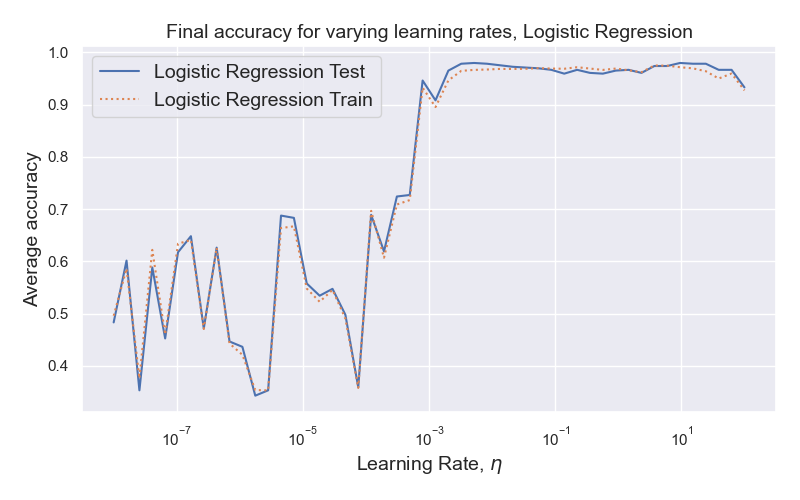 Final accuracy for varying learning rates, Logistic Regression
1.0
Logistic Regression Test
Logistic Regression Train
0.9
0.8
0.7
0.6
0.5
0.4
Average accuracy
10⁻⁷
10⁻⁵
10⁻³
10⁻¹
10¹
Learning Rate, η